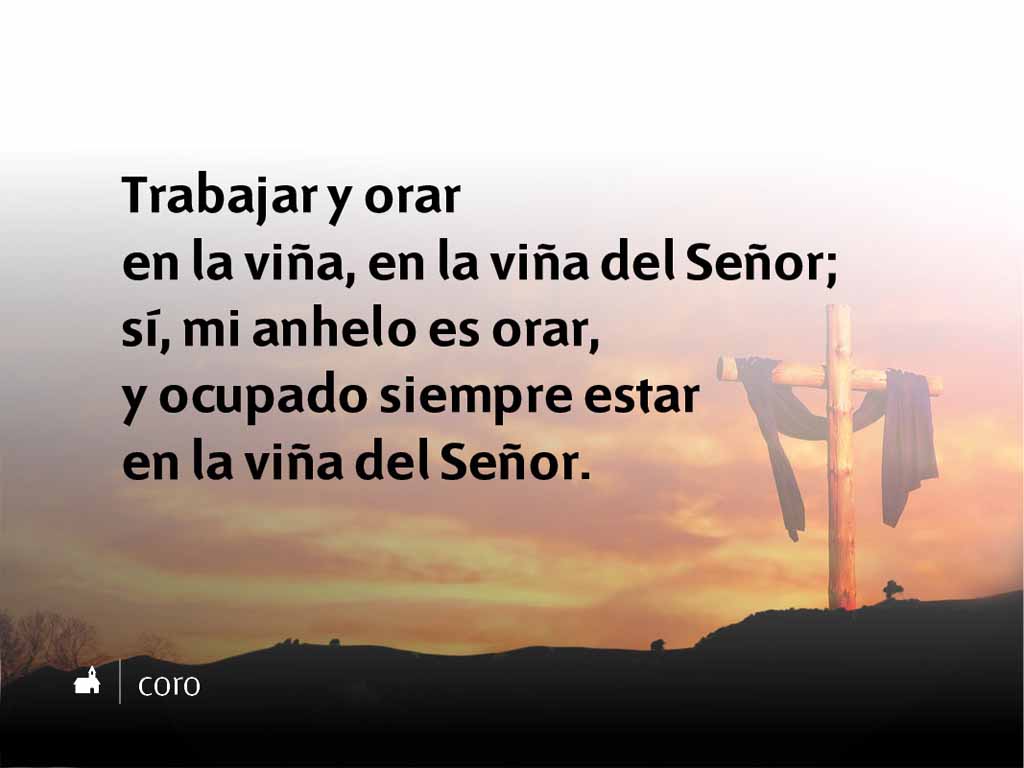 Trabajar y orar
en la viña, en la viña del Señor;
sí, mi anhelo es orar,
y ocupado siempre estar
en la viña del Señor.
coro